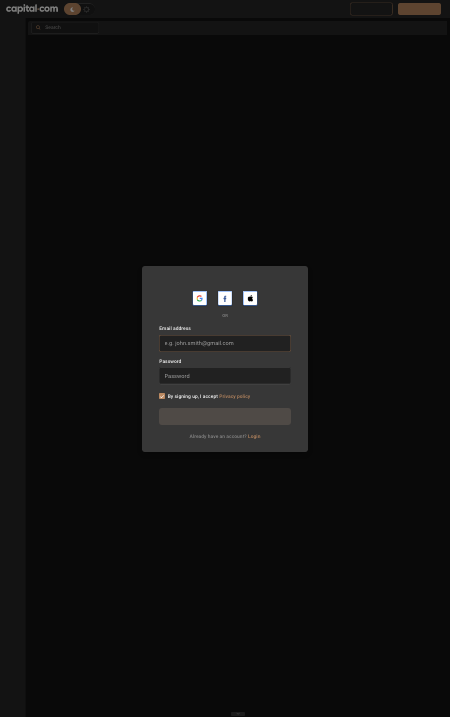 capital·com
Search
OR
Email address
e.g. john.smith@gmail.com
Password
Password
By signing up, I accept Privacy policy
Already have an account? Login